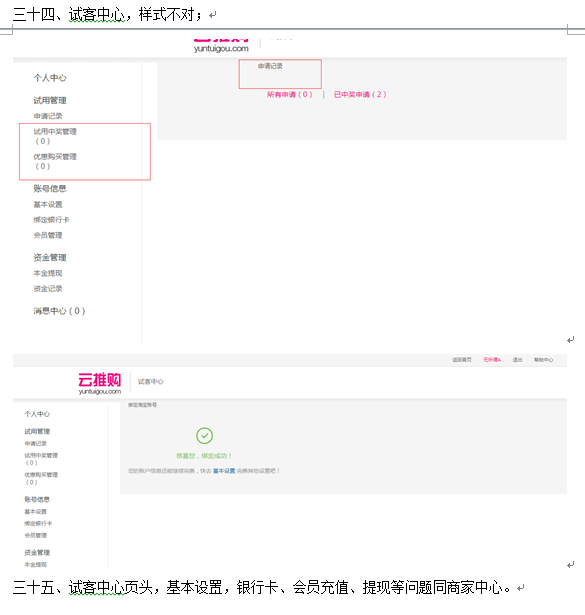 三十四、试客中心，样式不对；
云推购
yuntuigou.com
申请记录
所有申请（0） | 已中奖申请（2）
个人中心
试用管理
申请记录
试用中奖管理
（0）
优惠购买管理
（0）
账号信息
基本设置
绑定银行卡
会员管理
资金管理
本金提现
资金记录
消息中心（0）
返回首页 无忧请A 退出 帮助中心
云推购
yuntuigou.com
试客中心
绑定淘宝账号
恭喜您，绑定成功！
您的账户信息还能继续完善，快去 基本设置 完善其他设置吧！
个人中心
试用管理
申请记录
试用中奖管理
（0）
优惠购买管理
（0）
账号信息
基本设置
绑定银行卡
会员管理
资金管理
本金提现
三十五、试客中心页头，基本设置，银行卡、会员充值、提现等问题同商家中心。